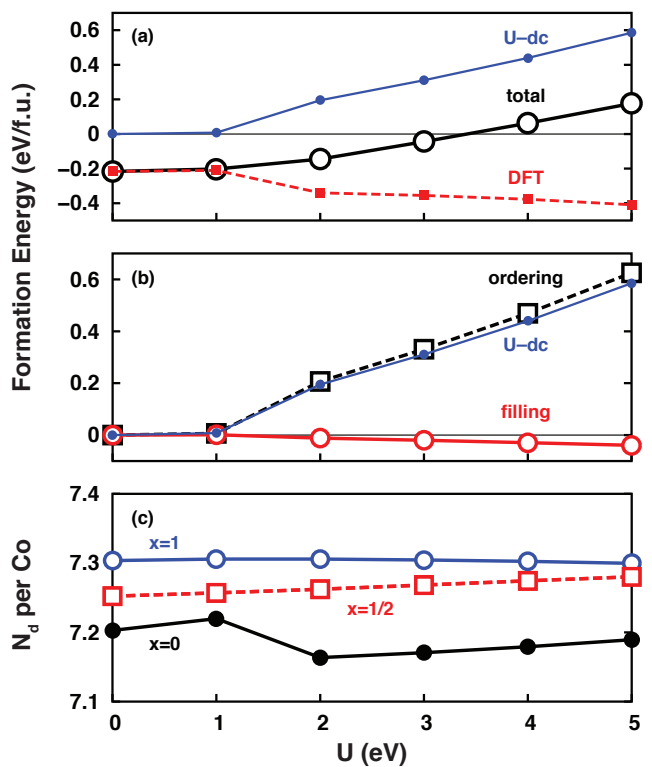 (a)
U–dc
total
DFT
0.6
0.4
0.2
0
−0.2
−0.4
Formation Energy (eV/f.u.)
(b)
ordering
U–dc
filling
0.6
0.4
0.2
0
(c)
x=1
x=1/2
x=0
7.4
7.3
7.2
7.1
N_d per Co
0 1 2 3 4 5
U (eV)